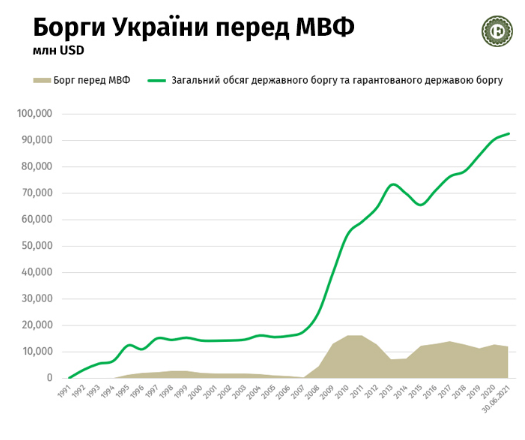 Борги України перед МВФ
млн USD
Борг перед МВФ
Загальний обсяг державного боргу та гарантованого державою боргу
100,000
90,000
80,000
70,000
60,000
50,000
40,000
30,000
20,000
10,000
0
1991 1992 1993 1994 1995 1996 1997 1998 1999 2000 2001 2002 2003 2004 2005 2006 2007 2008 2009 2010 2011 2012 2013 2014 2015 2016 2017 2018 2019 2020 30.06.2021